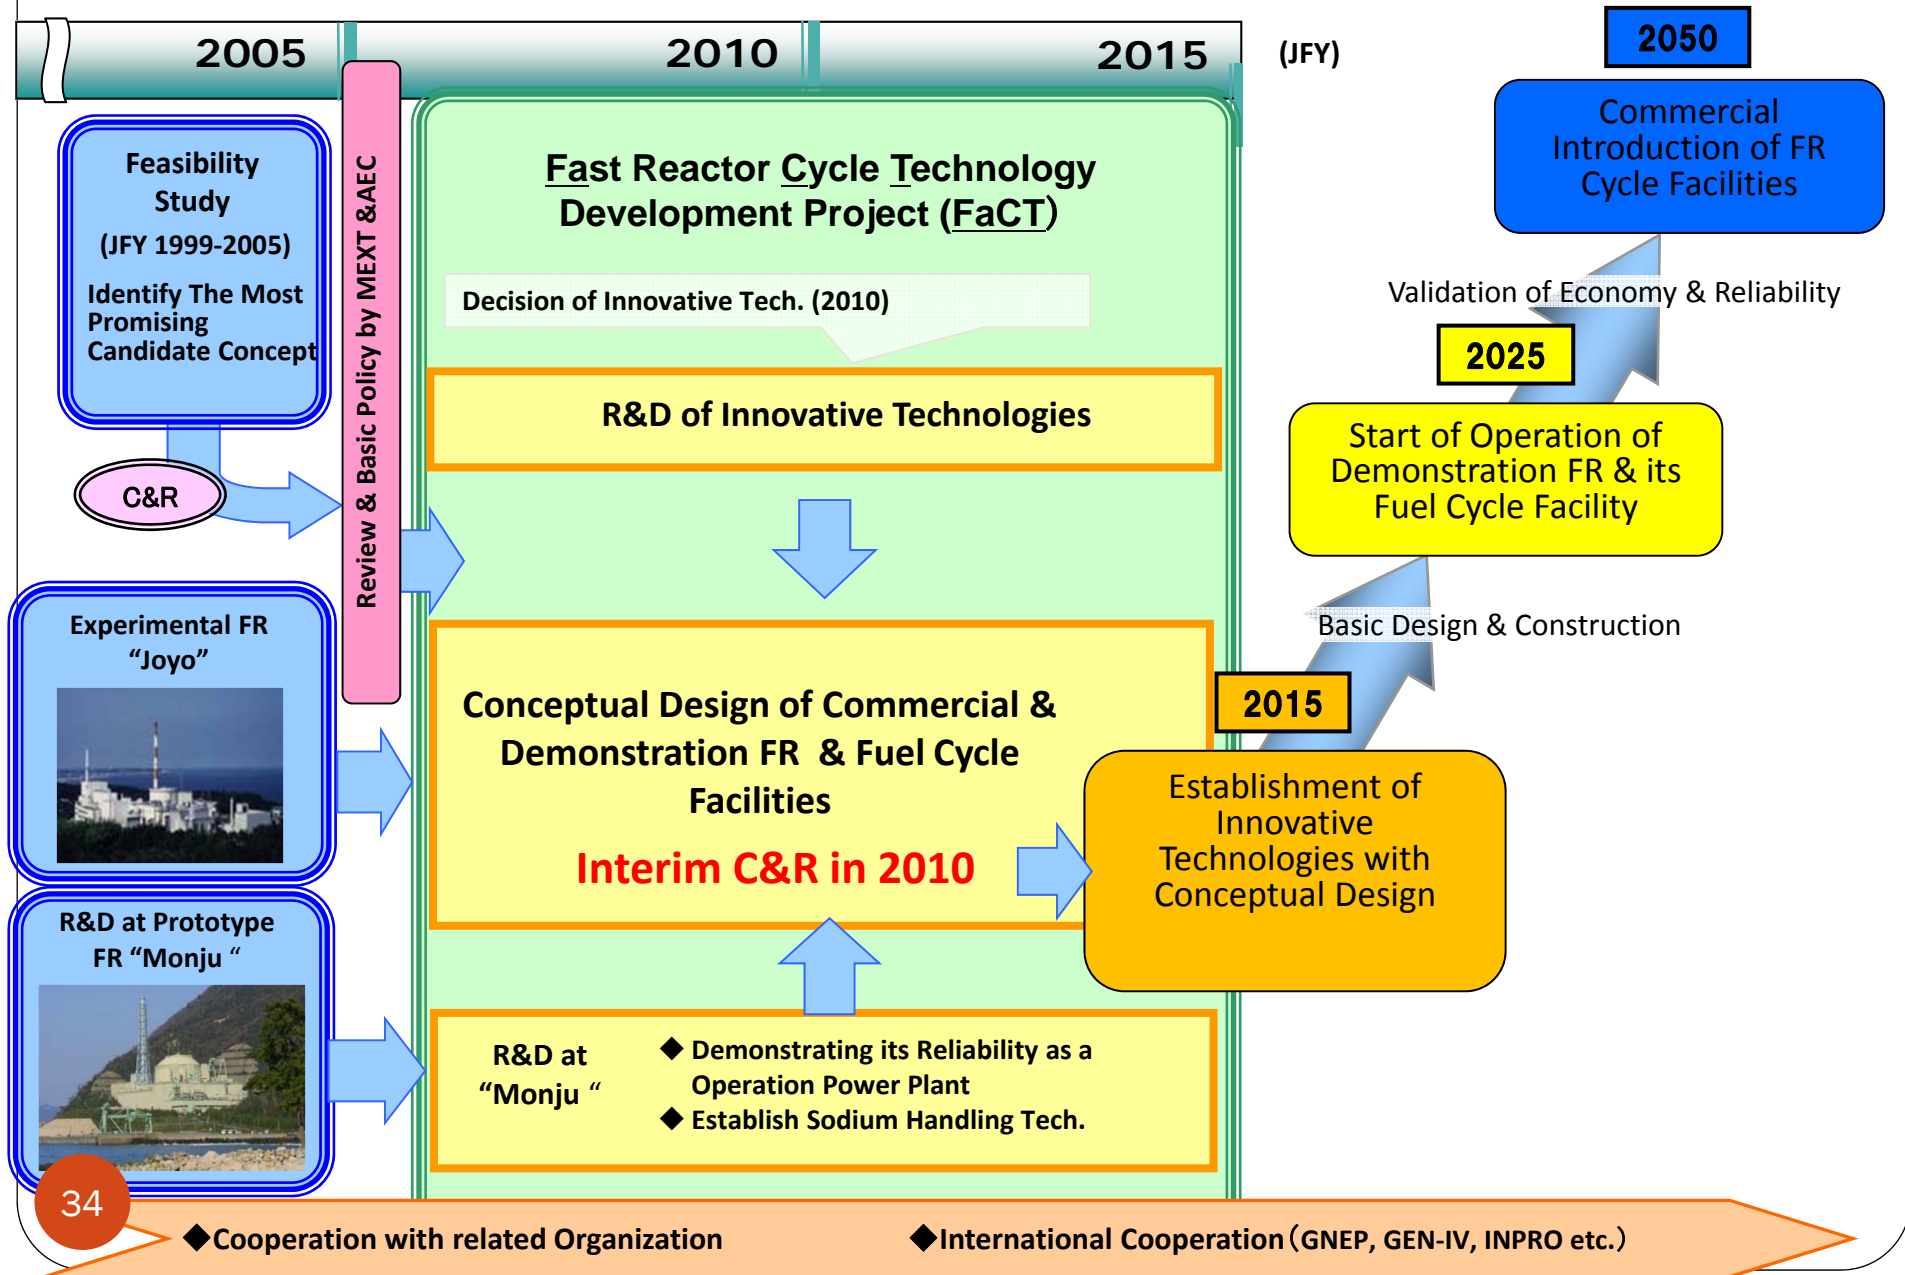 2005
2010
2015
(JFY)
2050
Commercial
Introduction of FR
Cycle Facilities
Feasibility
Study
(JFY 1999-2005)
Identify The Most
Promising
Candidate Concept
C&R
Review & Basic Policy by MEXT &AEC
Fast Reactor Cycle Technology
Development Project (FaCT)
Decision of Innovative Tech. (2010)
R&D of Innovative Technologies
Validation of Economy & Reliability
2025
Start of Operation of
Demonstration FR & its
Fuel Cycle Facility
Basic Design & Construction
Experimental FR
“Joyo”
Conceptual Design of Commercial &
Demonstration FR & Fuel Cycle
Facilities
Interim C&R in 2010
2015
Establishment of
Innovative
Technologies with
Conceptual Design
R&D at Prototype
FR “Monju “
R&D at
“Monju “
◆ Demonstrating its Reliability as a
Operation Power Plant
◆ Establish Sodium Handling Tech.
34
◆Cooperation with related Organization
◆International Cooperation（GNEP, GEN-IV, INPRO etc.）